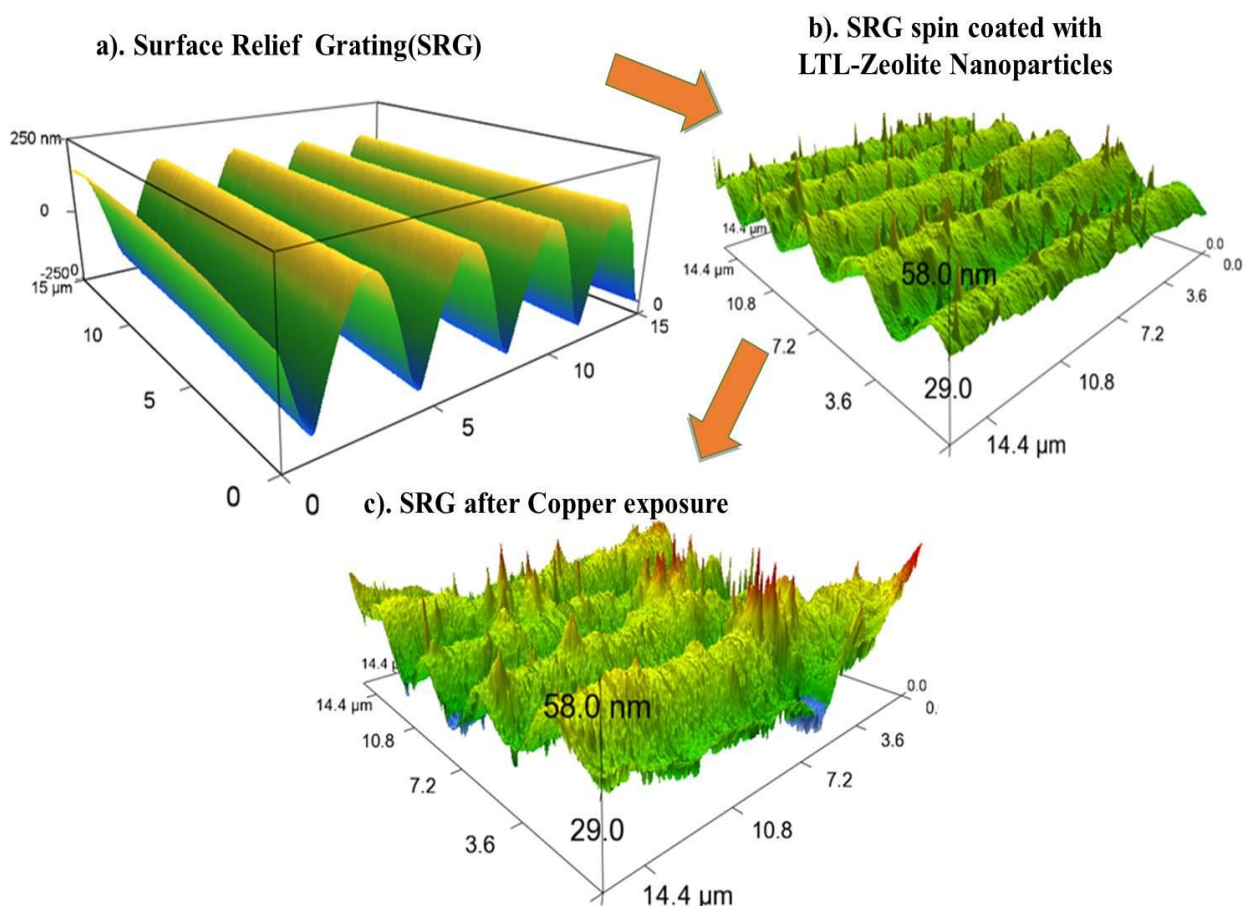 a). Surface Relief Grating(SRG)
b). SRG spin coated with
LTL-Zeolite Nanoparticles
250 nm
0
-250
0
15 µm
10
5
0
0
5
10
15
0
14.4 µm
14.4 µm
10.8
7.2
3.6
58.0 nm
29.0
0.0
0.0
3.6
7.2
10.8
14.4 µm
c). SRG after Copper exposure
14.4
14.4 µm
10.8
7.2
3.6
58.0 nm
29.0
0.0
0.
3.6
7.2
10.8
14.4 µm